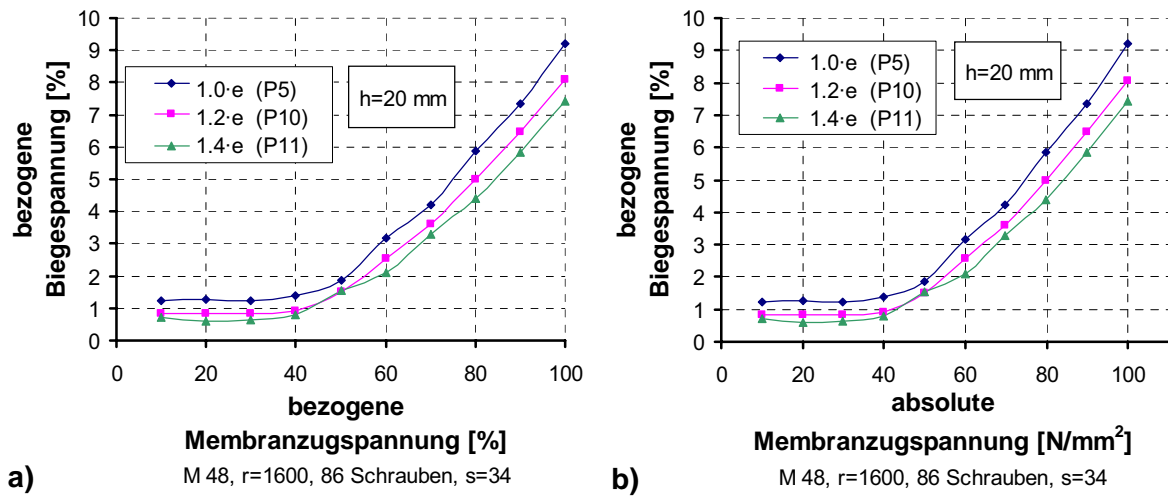 10
9
8
7
6
5
4
3
2
1
0
bezogene
Biegespannung [%]
1.0·e (P5)
1.2·e (P10)
1.4·e (P11)
h=20 mm
0 20 40 60 80 100
bezogene
Membranzugspannung [%]
a)
M 48, r=1600, 86 Schrauben, s=34
10
9
8
7
6
5
4
3
2
1
0
bezogene
Biegespannung [%]
1.0·e (P5)
1.2·e (P10)
1.4·e (P11)
h=20 mm
0 20 40 60 80 100
absolute
Membranzugspannung [N/mm²]
b)
M 48, r=1600, 86 Schrauben, s=34